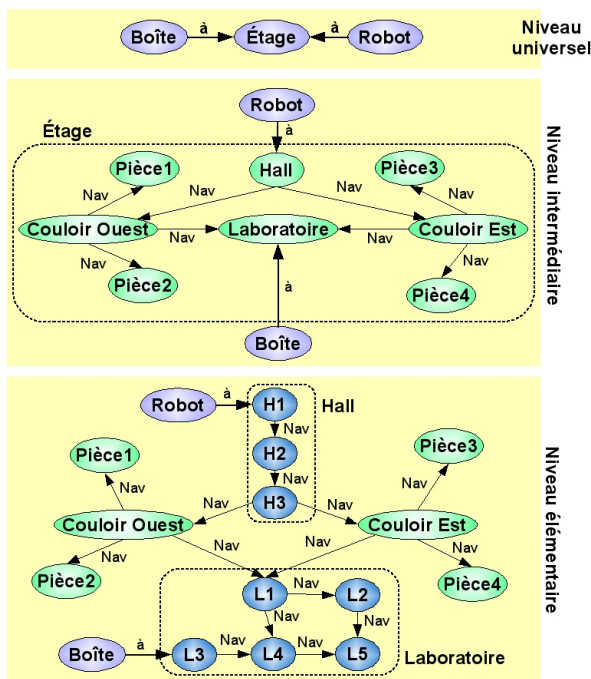 Boîte
à
Étage
à
Robot
Niveau
universel
Robot
à
Étage
Pièce1
Hall
Pièce3
Nav
Nav
Nav
Nav
Couloir Ouest
Nav
Laboratoire
Nav
Couloir Est
Nav
Nav
Pièce2
Pièce4
à
Boîte
Niveau intermédiaire
Robot
à
H1
Hall
Nav
Pièce1
H2
Pièce3
Nav
Nav
Nav
H3
Nav
Nav
Couloir Ouest
Couloir Est
Nav
Nav
Nav
Nav
Pièce2
Pièce4
L1
Nav
L2
Nav
Nav
Boîte
à
L3
Nav
L4
Nav
L5
Laboratoire
Niveau élémentaire